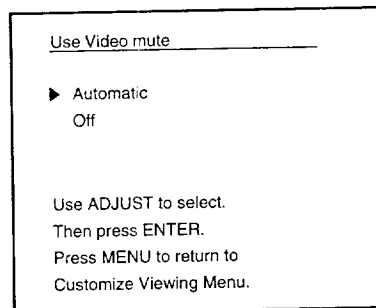 Use Video mute
Automatic
Off
Use ADJUST to select.
Then press ENTER.
Press MENU to return to
Customize Viewing Menu.